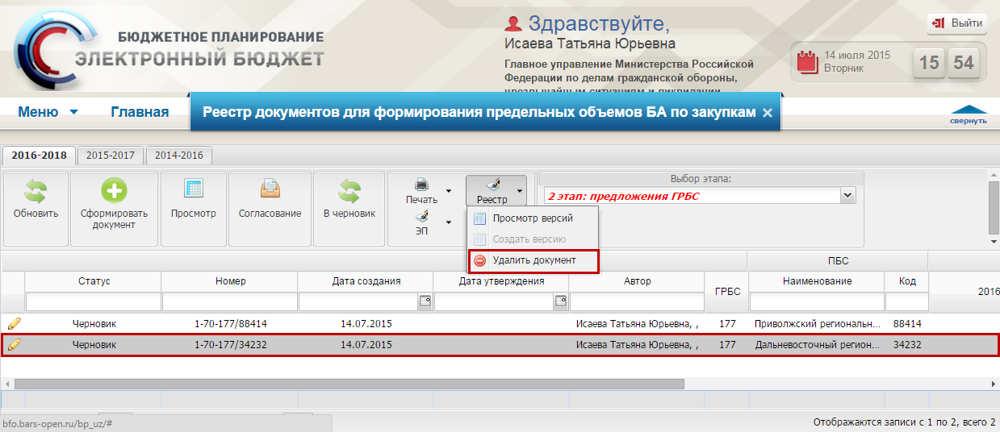 БЮДЖЕТНОЕ ПЛАНИРОВАНИЕ
ЭЛЕКТРОННЫЙ БЮДЖЕТ
Здравствуйте,
Исаева Татьяна Юрьевна
Главное управление Министерства Российской
Федерации по делам гражданской обороны,
чрезвычайным ситуациям и ликвидации
Выйти
14 июля 2015
Вторник
15 54
Меню
Главная
Реестр документов для формирования предельных объемов БА по закупкам
свернуть
2016-2018 2015-2017 2014-2016
Обновить
Сформировать
документ
Просмотр
Согласование
В черновик
Печать
ЭП
Реестр
Выбор этапа:
2 этап: предложения ГРБС
Просмотр версий
Создать версию
Удалить документ
ПБС
Статус Номер Дата создания Дата утверждения Автор ГРБС Наименование Код 2016
Черновик 1-70-177/88414 14.07.2015 Исаева Татьяна Юрьевна, , 177 Приволжский региональн... 88414
Черновик 1-70-177/34232 14.07.2015 Исаева Татьяна Юрьевна, , 177 Дальневосточный регион... 34232
bfo.bars-open.ru/bp_uz/#
Отображаются записи с 1 по 2, всего 2